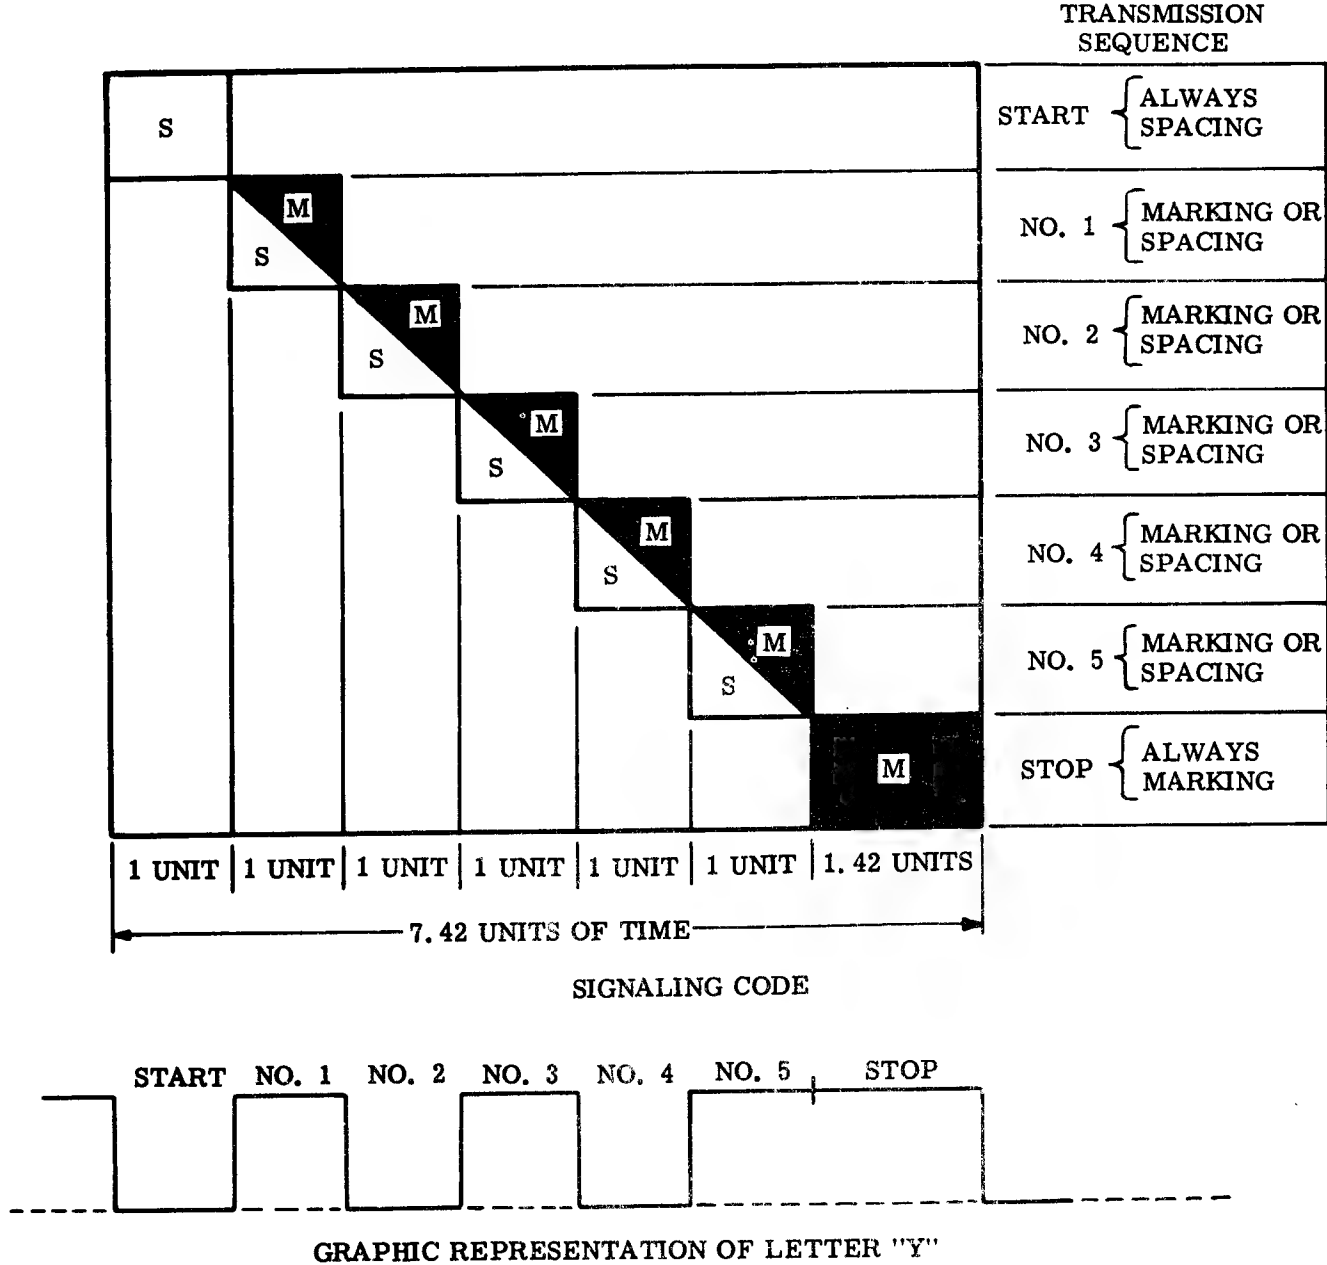 TRANSMISSION
SEQUENCE
S
START
ALWAYS
SPACING
M
S
NO. 1
MARKING OR
SPACING
M
S
NO. 2
MARKING OR
SPACING
M
S
NO. 3
MARKING OR
SPACING
M
S
NO. 4
MARKING OR
SPACING
M
S
NO. 5
MARKING OR
SPACING
M
STOP
ALWAYS
MARKING
1 UNIT 1 UNIT 1 UNIT 1 UNIT 1 UNIT 1 UNIT 1.42 UNITS
7.42 UNITS OF TIME
SIGNALING CODE
START NO. 1 NO. 2 NO. 3 NO. 4 NO. 5 STOP
GRAPHIC REPRESENTATION OF LETTER "Y"